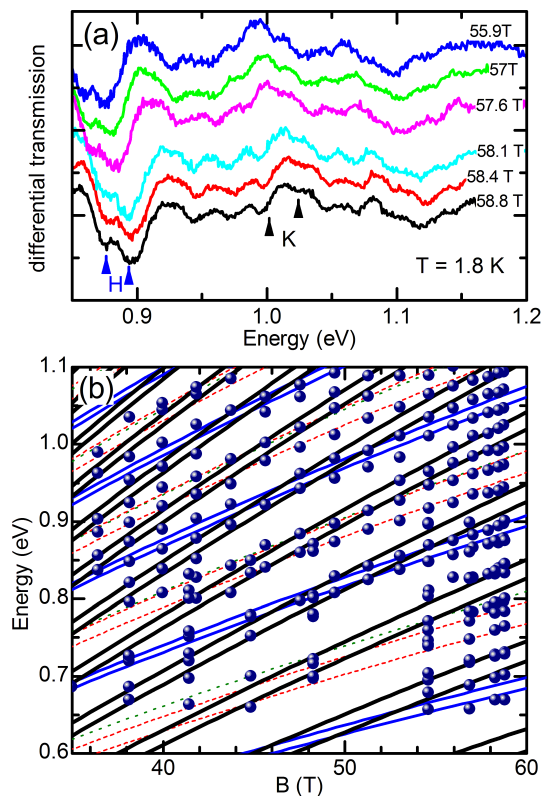 (a)
differential transmission
55.9T
57T
57.6 T
58.1 T
58.4 T
58.8 T
H
K
T = 1.8 K
0.9 1.0 1.1 1.2
Energy (eV)
(b)
1.1
1.0
0.9
0.8
0.7
0.6
Energy (eV)
40 50 60
B (T)